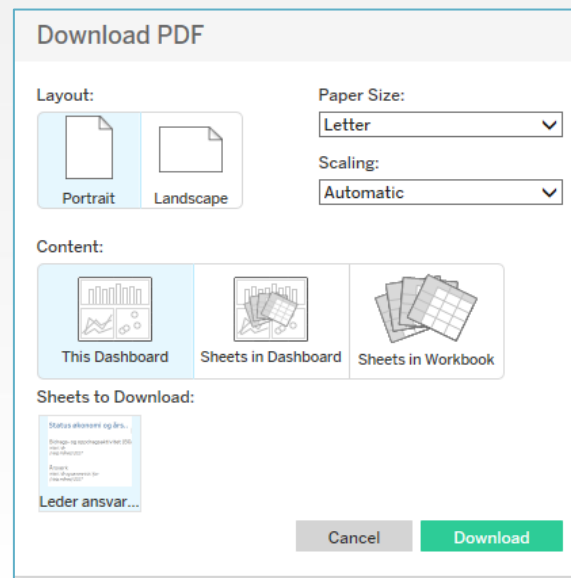 Download PDF
Layout:
Paper Size:
Letter
Portrait
Landscape
Scaling:
Automatic
Content:
This Dashboard
Sheets in Dashboard
Sheets in Workbook
Sheets to Download:
Status økonomi og års..
Leder ansvar...
Cancel
Download